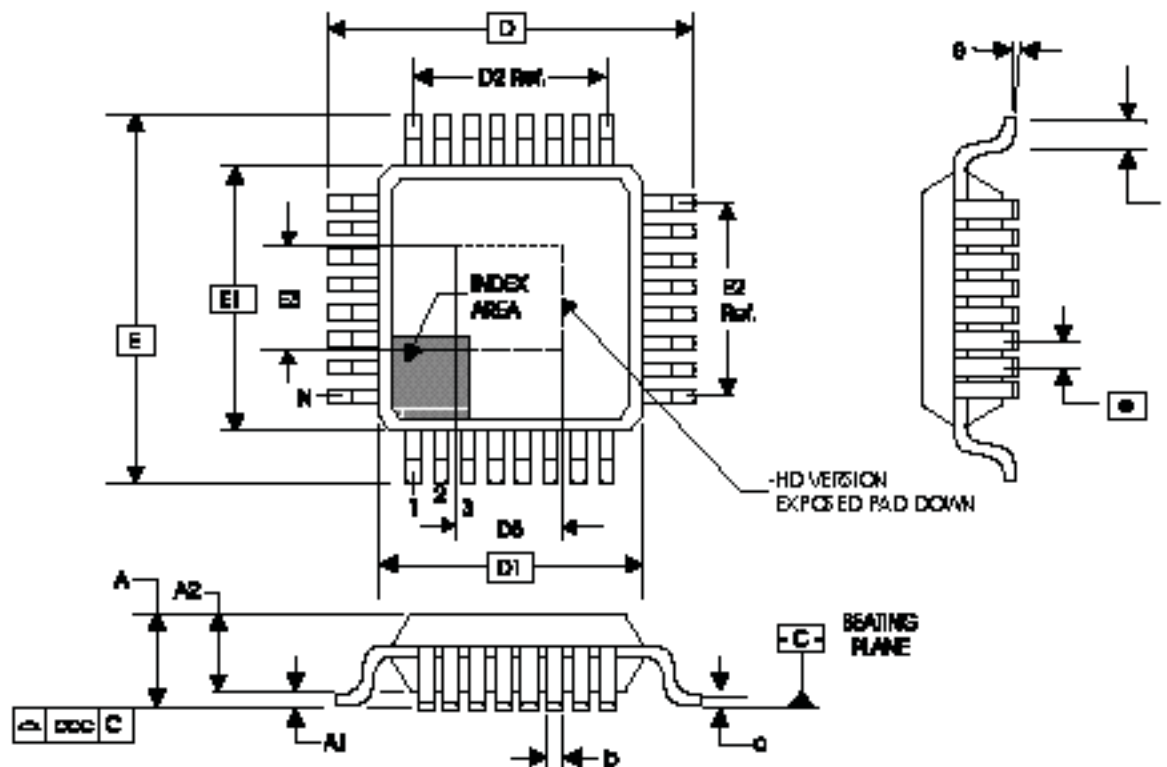 D
D2 Ref.
θ
E1
E3
E
INDEX
AREA
E2
Ref.
N
1
2
3
-HD VERSION
EXPOSED PAD DOWN
D3
D1
A
A2
-C-
SEATING
PLANE
ccc C
A1
b
c
e